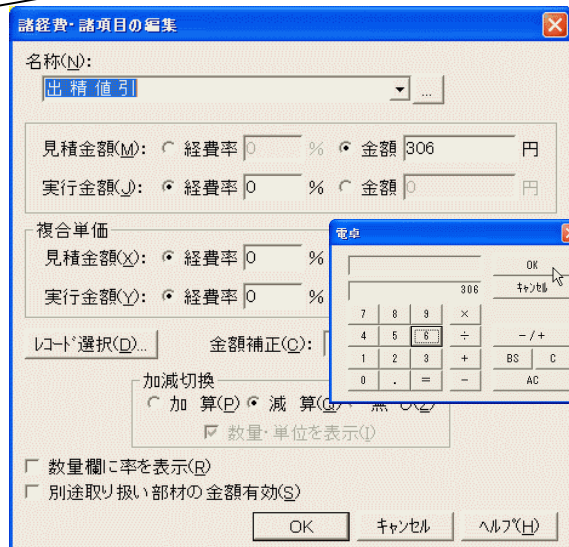 諸経費・諸項目の編集
名称(N):
出 精 値 引
...
見積金額(M): 経費率 0 % 金額 306 円
実行金額(J): 経費率 0 % 金額 0 円
複合単価
見積金額(X): 経費率 0 %
実行金額(Y): 経費率 0 %
電卓
OK
306 キャンセル
7 8 9 ×
4 5 6 ÷ -/+
1 2 3 + BS C
0 . = - AC
レコード選択(D)... 金額補正(C):
加減切換
加 算(P) 減 算(G)
数量・単位を表示(I)
数量欄に率を表示(R)
別途取り扱い部材の金額有効(S)
OK キャンセル ヘルプ(H)